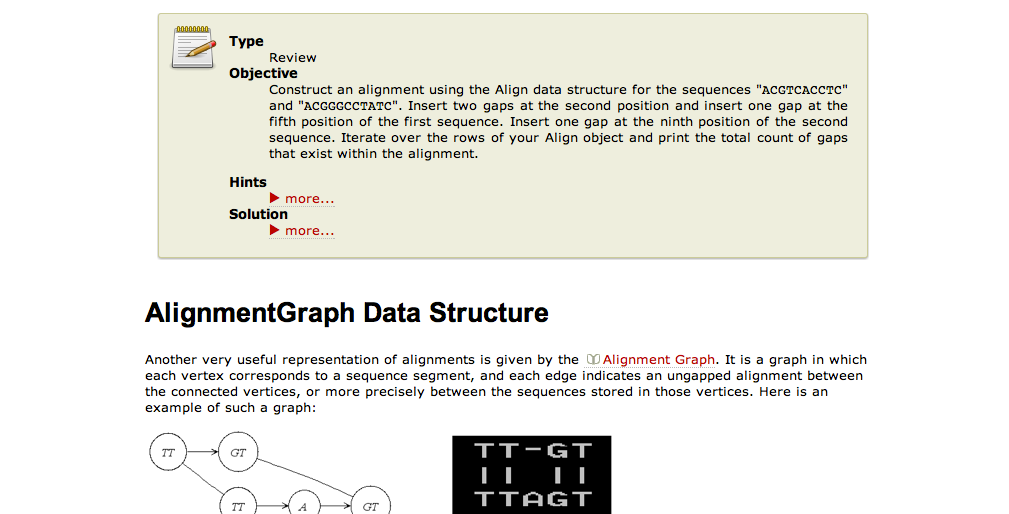 Type
Review
Objective
Construct an alignment using the Align data structure for the sequences "ACGTCACCTC"
and "ACGGGCCTATC". Insert two gaps at the second position and insert one gap at the
fifth position of the first sequence. Insert one gap at the ninth position of the second
sequence. Iterate over the rows of your Align object and print the total count of gaps
that exist within the alignment.
Hints
more...
Solution
more...
AlignmentGraph Data Structure
Another very useful representation of alignments is given by the Alignment Graph. It is a graph in which
each vertex corresponds to a sequence segment, and each edge indicates an ungapped alignment between
the connected vertices, or more precisely between the sequences stored in those vertices. Here is an
example of such a graph:
TT GT
TT A GT
TT-GT
|| ||
TTAGT